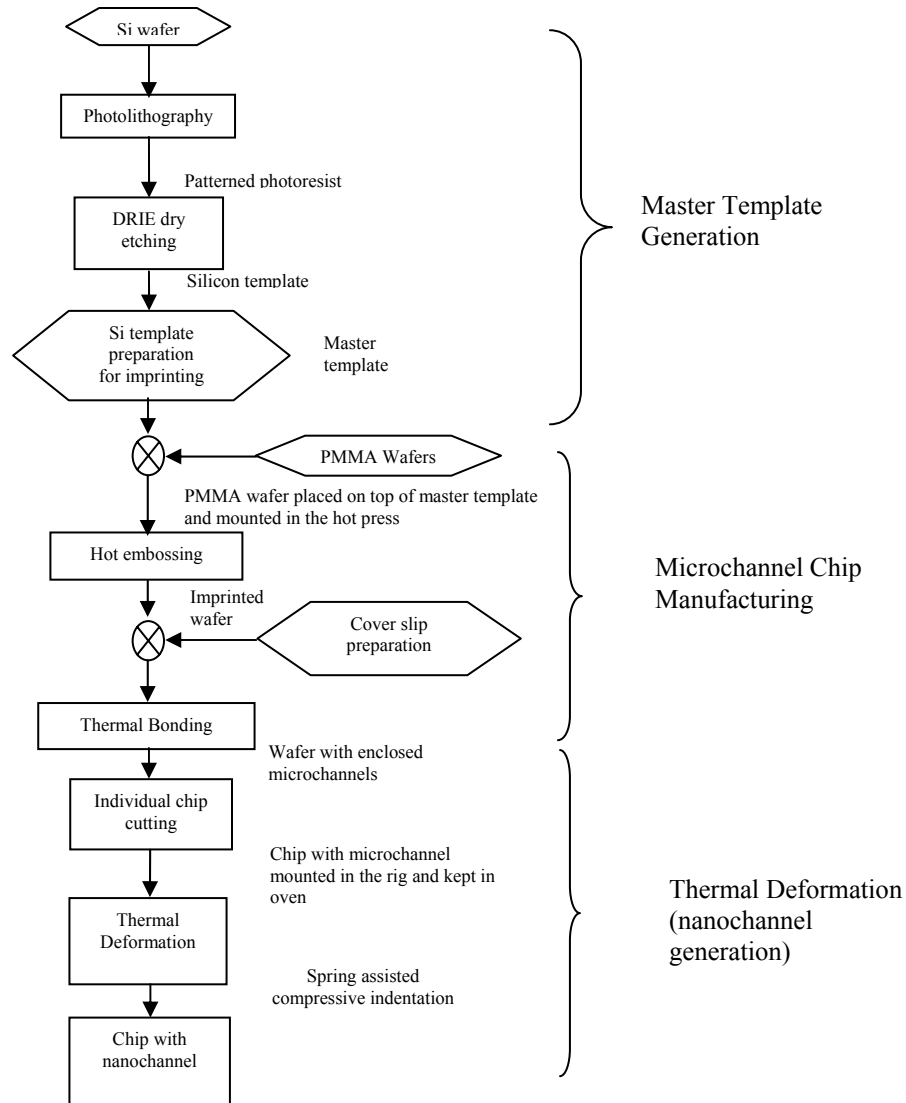 Si wafer
Photolithography
Patterned photoresist
DRIE dry
etching
Master Template
Generation
Silicon template
Si template
preparation
for imprinting
Master
template
PMMA Wafers
PMMA wafer placed on top of master template
and mounted in the hot press
Hot embossing
Microchannel Chip
Manufacturing
Imprinted
wafer
Cover slip
preparation
Thermal Bonding
Wafer with enclosed
microchannels
Individual chip
cutting
Chip with microchannel
mounted in the rig and kept in
oven
Thermal
Deformation
Thermal Deformation
(nanochannel
generation)
Spring assisted
compressive indentation
Chip with
nanochannel